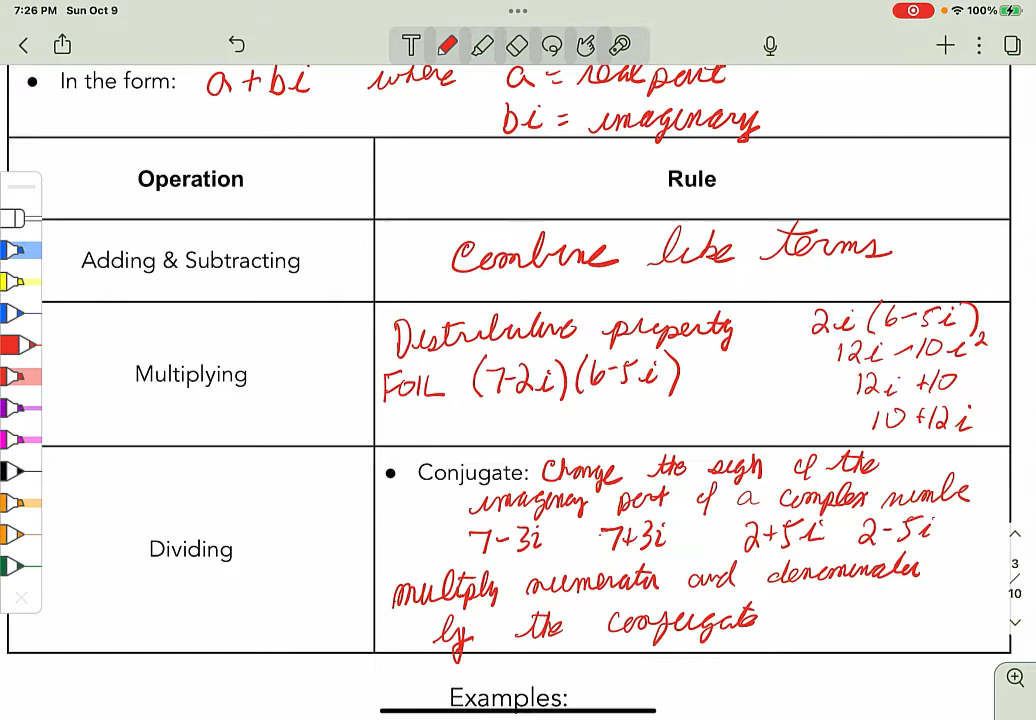 7:26 PM Sun Oct 9
100%
• In the form: a + bi where a = real part
bi = imaginary
Operation Rule
Adding & Subtracting Combine like terms
Multiplying
Distributive property
FOIL (7-2i)(6-5i)
2i(6-5i)
12i - 10i²
12i + 10
10 + 12i
Dividing
• Conjugate: Change the sign of the
imaginary part of a complex numbe
7-3i 7+3i 2+5i 2-5i
multiply numerator and denominator
by the conjugate
3
/
10
Examples: